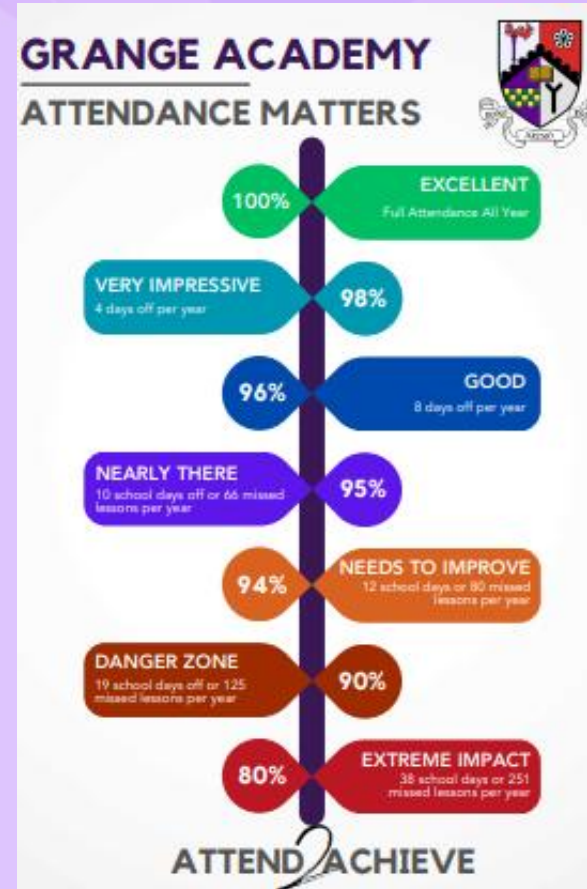 GRANGE ACADEMY
ATTENDANCE MATTERS
100%
EXCELLENT
Full Attendance All Year
VERY IMPRESSIVE
4 days off per year
98%
96%
GOOD
8 days off per year
NEARLY THERE
10 school days off or 66 missed
lessons per year
95%
94%
NEEDS TO IMPROVE
12 school days or 80 missed
lessons per year
DANGER ZONE
19 school days off or 125
missed lessons per year
90%
80%
EXTREME IMPACT
38 school days or 251
missed lessons per year
ATTEND 2 ACHIEVE